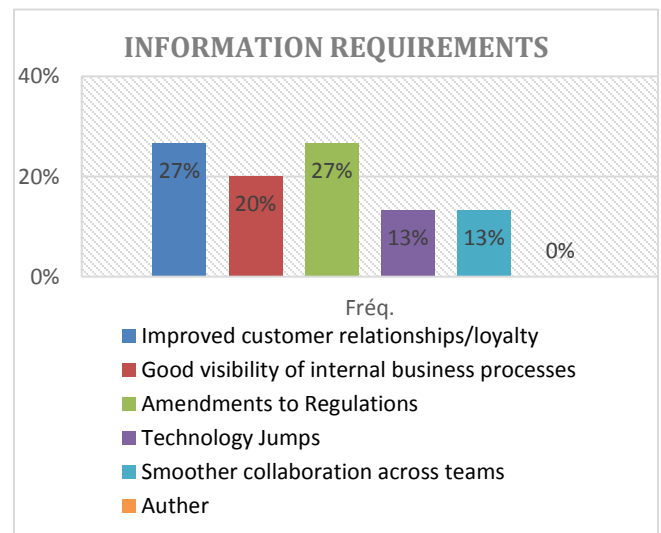 INFORMATION REQUIREMENTS
40%
20%
0%
27%
20%
27%
13%
13%
0%
Fréq.
Improved customer relationships/loyalty
Good visibility of internal business processes
Amendments to Regulations
Technology Jumps
Smoother collaboration across teams
Auther